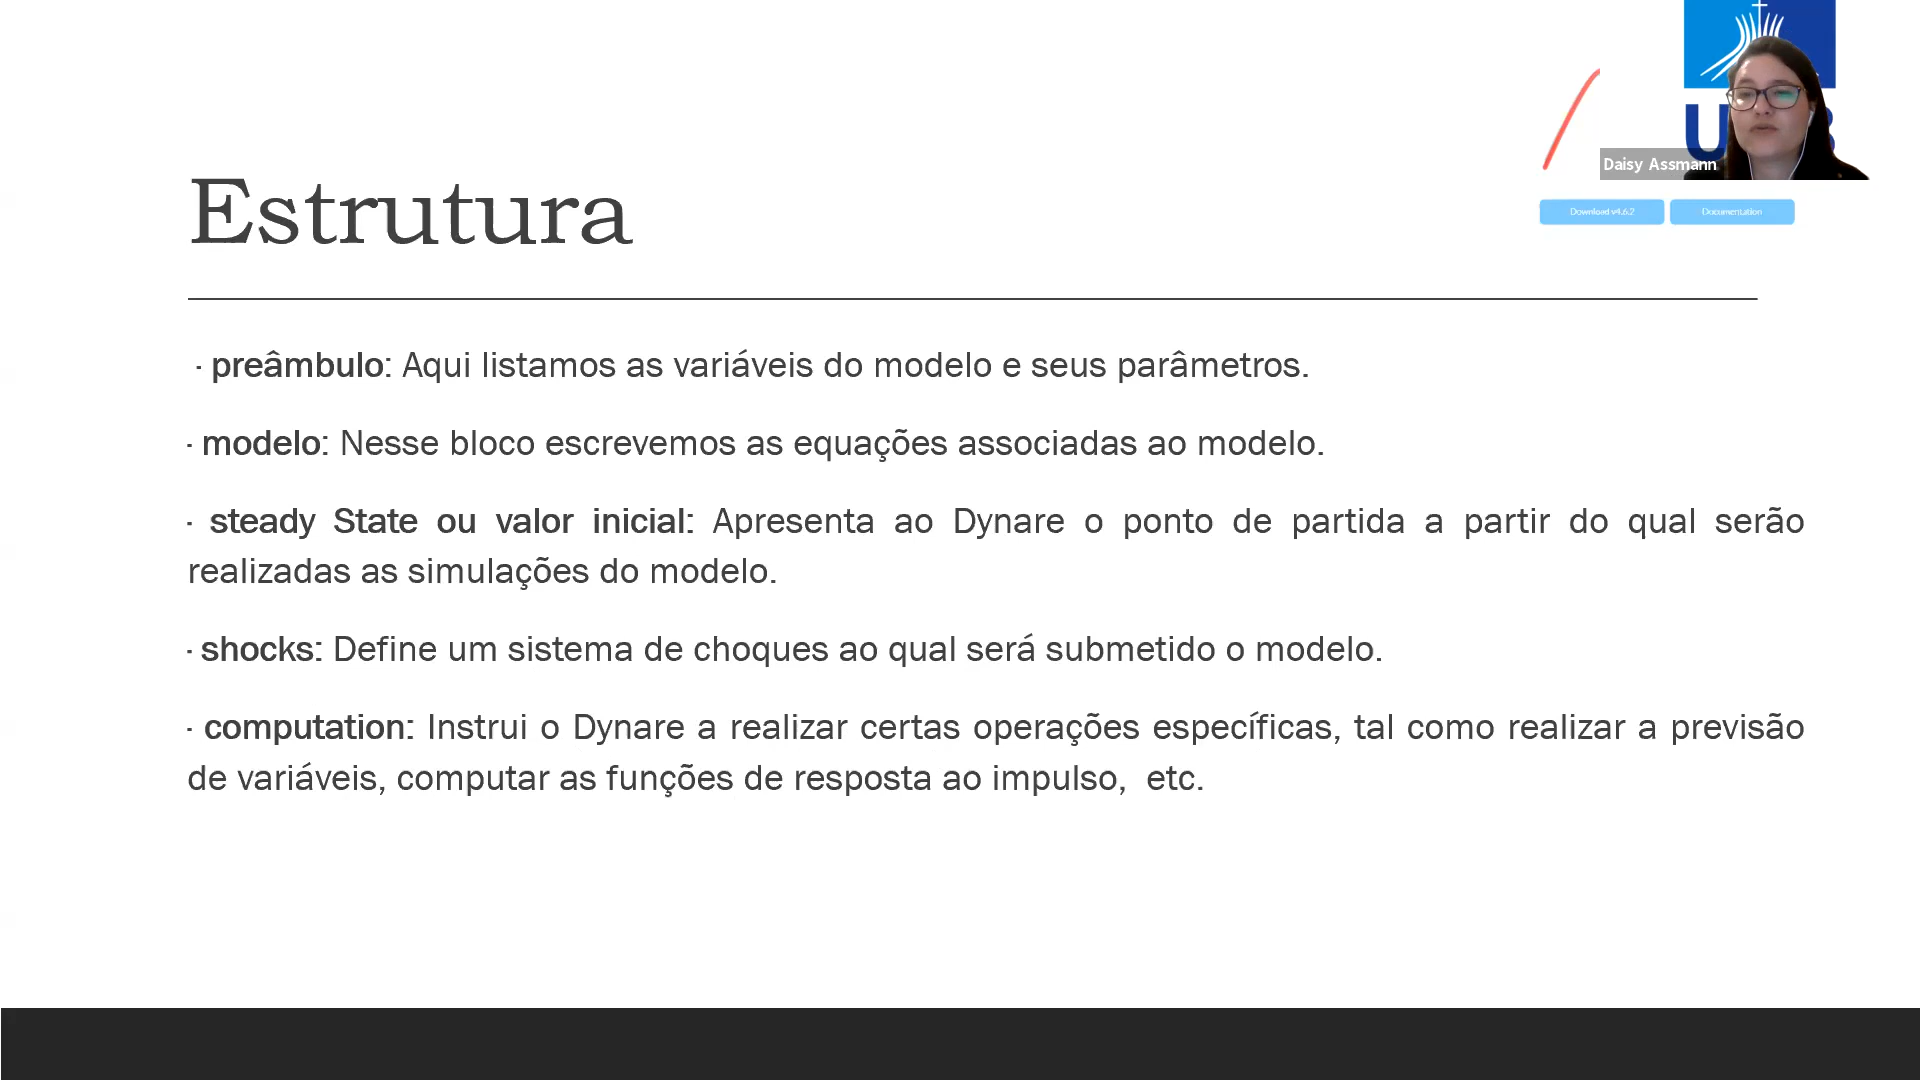 Daisy Assmann
Download v4.6.2
Documentation
Estrutura
· preâmbulo: Aqui listamos as variáveis do modelo e seus parâmetros.
· modelo: Nesse bloco escrevemos as equações associadas ao modelo.
· steady State ou valor inicial: Apresenta ao Dynare o ponto de partida a partir do qual serão
realizadas as simulações do modelo.
· shocks: Define um sistema de choques ao qual será submetido o modelo.
· computation: Instrui o Dynare a realizar certas operações específicas, tal como realizar a previsão
de variáveis, computar as funções de resposta ao impulso, etc.